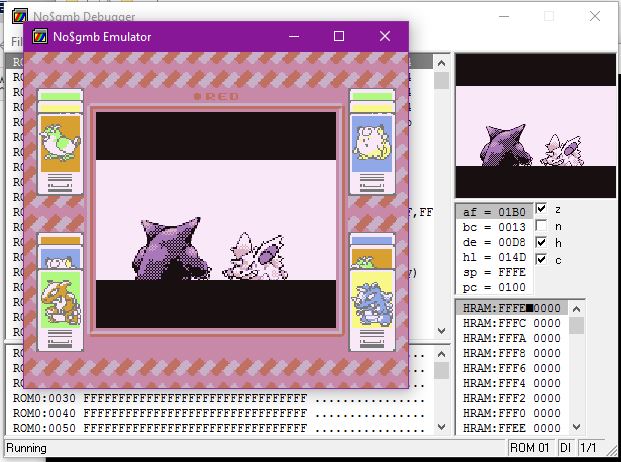 No$gmb Debugger
No$gmb Emulator
RED
af = 01B0
z
bc = 0013
n
de = 00D8
h
hl = 014D
c
sp = FFFE
pc = 0100
HRAM:FFFE 0000
HRAM:FFFC 0000
HRAM:FFFA 0000
HRAM:FFF8 0000
HRAM:FFF6 0000
HRAM:FFF4 0000
HRAM:FFF2 0000
HRAM:FFF0 0000
HRAM:FFEE 0000
ROM0:0030 FFFFFFFFFFFFFFFFFFFFFFFFFFFFFFFF ................
ROM0:0040 FFFFFFFFFFFFFFFFFFFFFFFFFFFFFFFF ................
ROM0:0050 FFFFFFFFFFFFFFFFFFFFFFFFFFFFFFFF ................
Running
ROM 01
DI
1/1